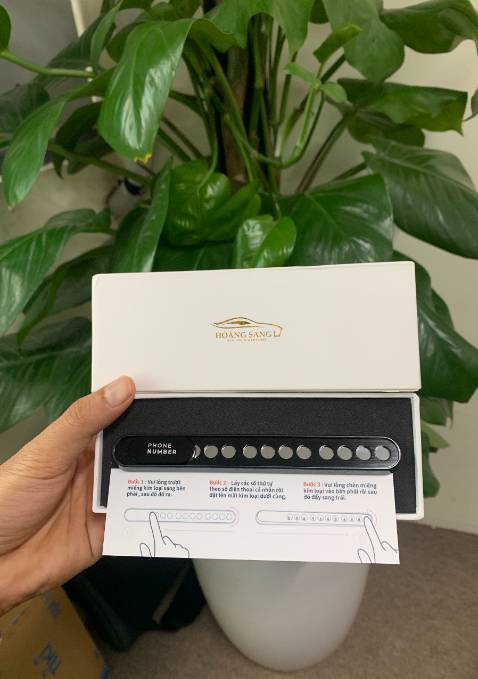 HOÀNG SANG
PHONE
NUMBER
Bước 1 : Vui lòng trượt
miếng kim loại sang bên
phải , sau đó dỡ ra.
Bước 2 : Lấy các số thứ tự
theo số điện thoại cá nhân rồi
đặt lên mặt kim loại dưới cùng.
Bước 3 : Vui lòng chèn miếng
kim loại vào bên phải rồi sau
đó đẩy sang trái.